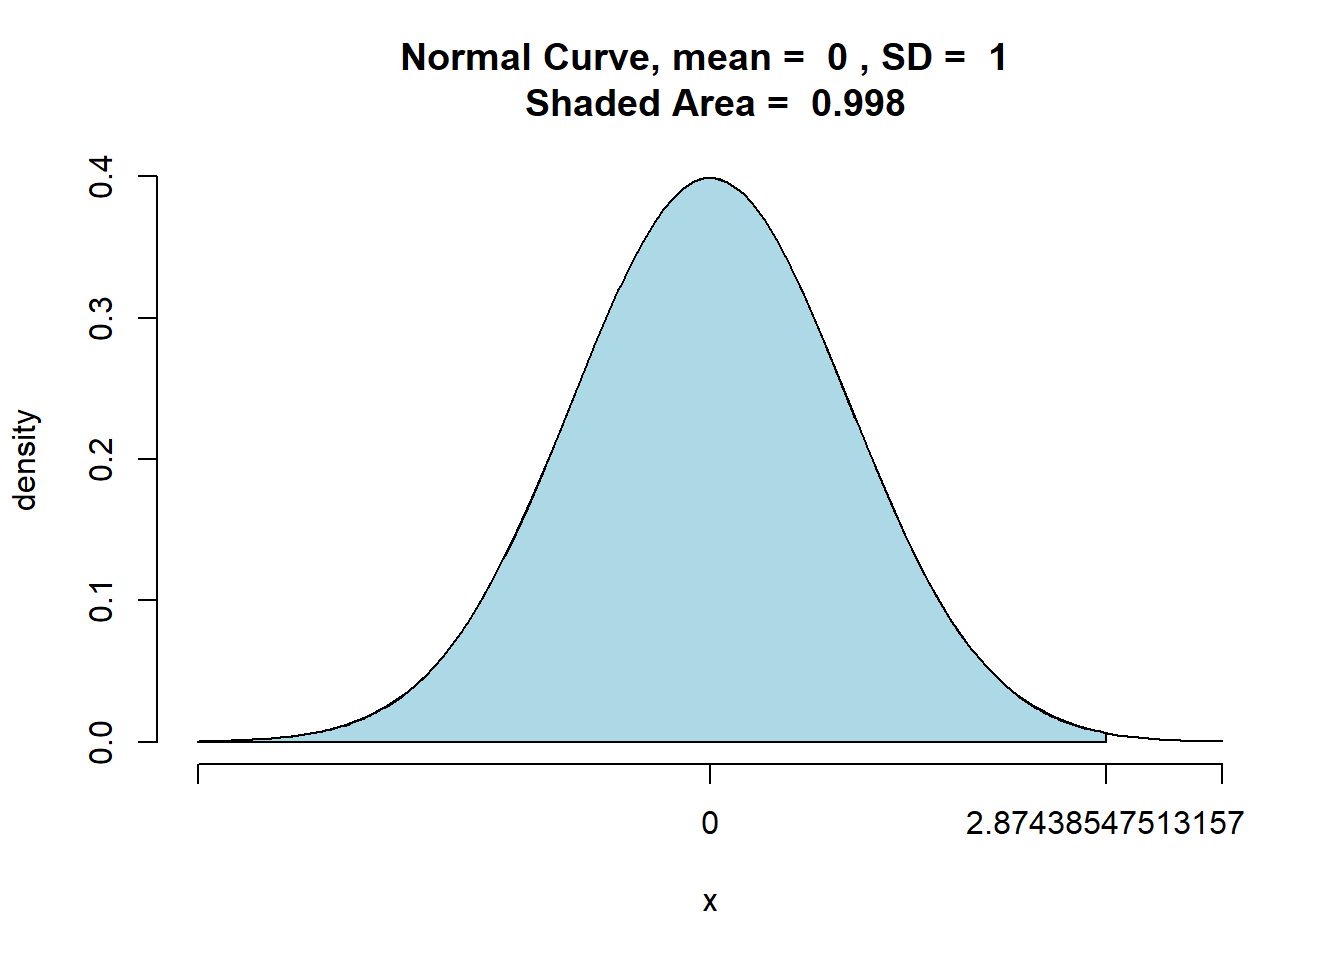 Normal Curve, mean =  0 , SD =  1
Shaded Area =  0.998
0.4
0.3
0.2
0.1
0.0
density
0
2.87438547513157
x